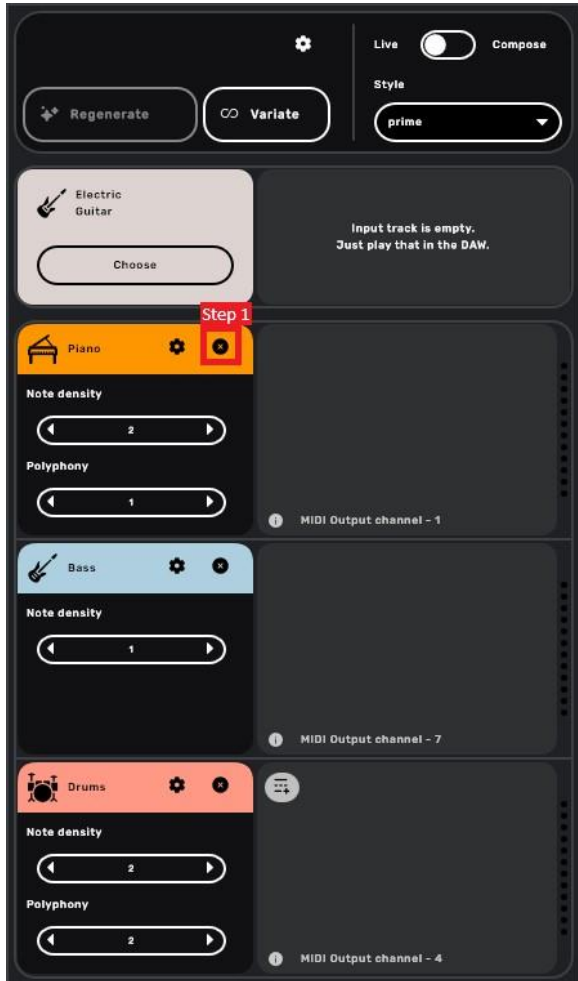 Live
Compose
Style
Regenerate
Variate
prime
Electric
Guitar
Choose
Input track is empty.
Just play that in the DAW.
Step 1
Piano
Note density
2
Polyphony
1
MIDI Output channel - 1
Bass
Note density
1
MIDI Output channel - 7
Drums
Note density
2
Polyphony
2
MIDI Output channel - 4